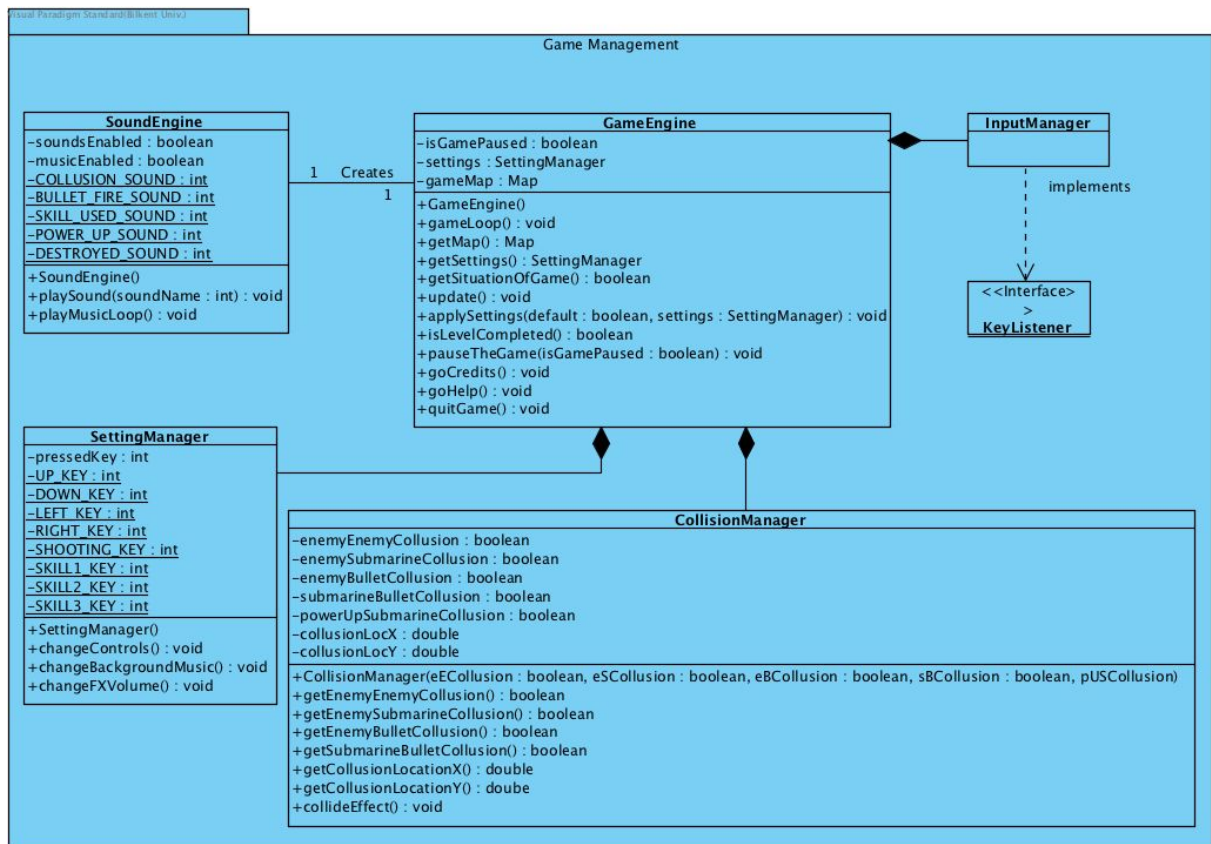 Visual Paradigm Standard(Bilkent Univ.)
Game Management
SoundEngine
-soundsEnabled : boolean
-musicEnabled : boolean
-COLLUSION_SOUND : int
-BULLET_FIRE_SOUND : int
-SKILL_USED_SOUND : int
-POWER_UP_SOUND : int
-DESTROYED_SOUND : int
+SoundEngine()
+playSound(soundName : int) : void
+playMusicLoop() : void
1 Creates
1
GameEngine
-isGamePaused : boolean
-settings : SettingManager
-gameMap : Map
+GameEngine()
+gameLoop() : void
+getMap() : Map
+getSettings() : SettingManager
+getSituationOfGame() : boolean
+update() : void
+applySettings(default : boolean, settings : SettingManager) : void
+isLevelCompleted() : boolean
+pauseTheGame(isGamePaused : boolean) : void
+goCredits() : void
+goHelp() : void
+quitGame() : void
InputManager
implements
<<Interface>
>
KeyListener
SettingManager
-pressedKey : int
-UP_KEY : int
-DOWN_KEY : int
-LEFT_KEY : int
-RIGHT_KEY : int
-SHOOTING_KEY : int
-SKILL1_KEY : int
-SKILL2_KEY : int
-SKILL3_KEY : int
+SettingManager()
+changeControls() : void
+changeBackgroundMusic() : void
+changeFXVolume() : void
CollisionManager
-enemyEnemyCollusion : boolean
-enemySubmarineCollusion : boolean
-enemyBulletCollusion : boolean
-submarineBulletCollusion : boolean
-powerUpSubmarineCollusion : boolean
-collusionLocX : double
-collusionLocY : double
+CollisionManager(eECollusion : boolean, eSCollusion : boolean, eBCollusion : boolean, sBCollusion : boolean, pUSCollusion)
+getEnemyEnemyCollusion() : boolean
+getEnemySubmarineCollusion() : boolean
+getEnemyBulletCollusion() : boolean
+getSubmarineBulletCollusion() : boolean
+getCollusionLocationX() : double
+getCollusionLocationY() : doube
+collideEffect() : void